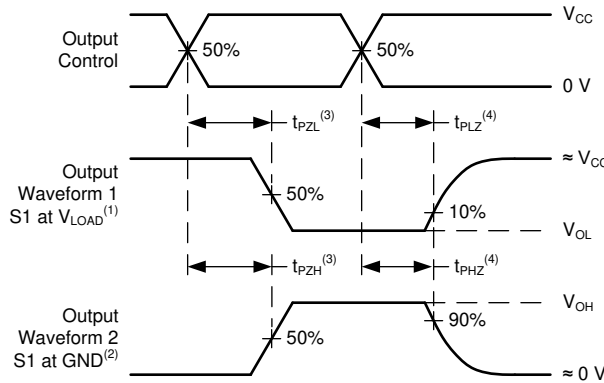 V_CC
Output
Control
50%
50%
0 V
t_PZL^(3)
t_PLZ^(4)
Output
Waveform 1
S1 at V_LOAD^(1)
50%
10%
≈ V_CC
V_OL
t_PZH^(3)
t_PHZ^(4)
Output
Waveform 2
S1 at GND^(2)
50%
90%
V_OH
≈ 0 V